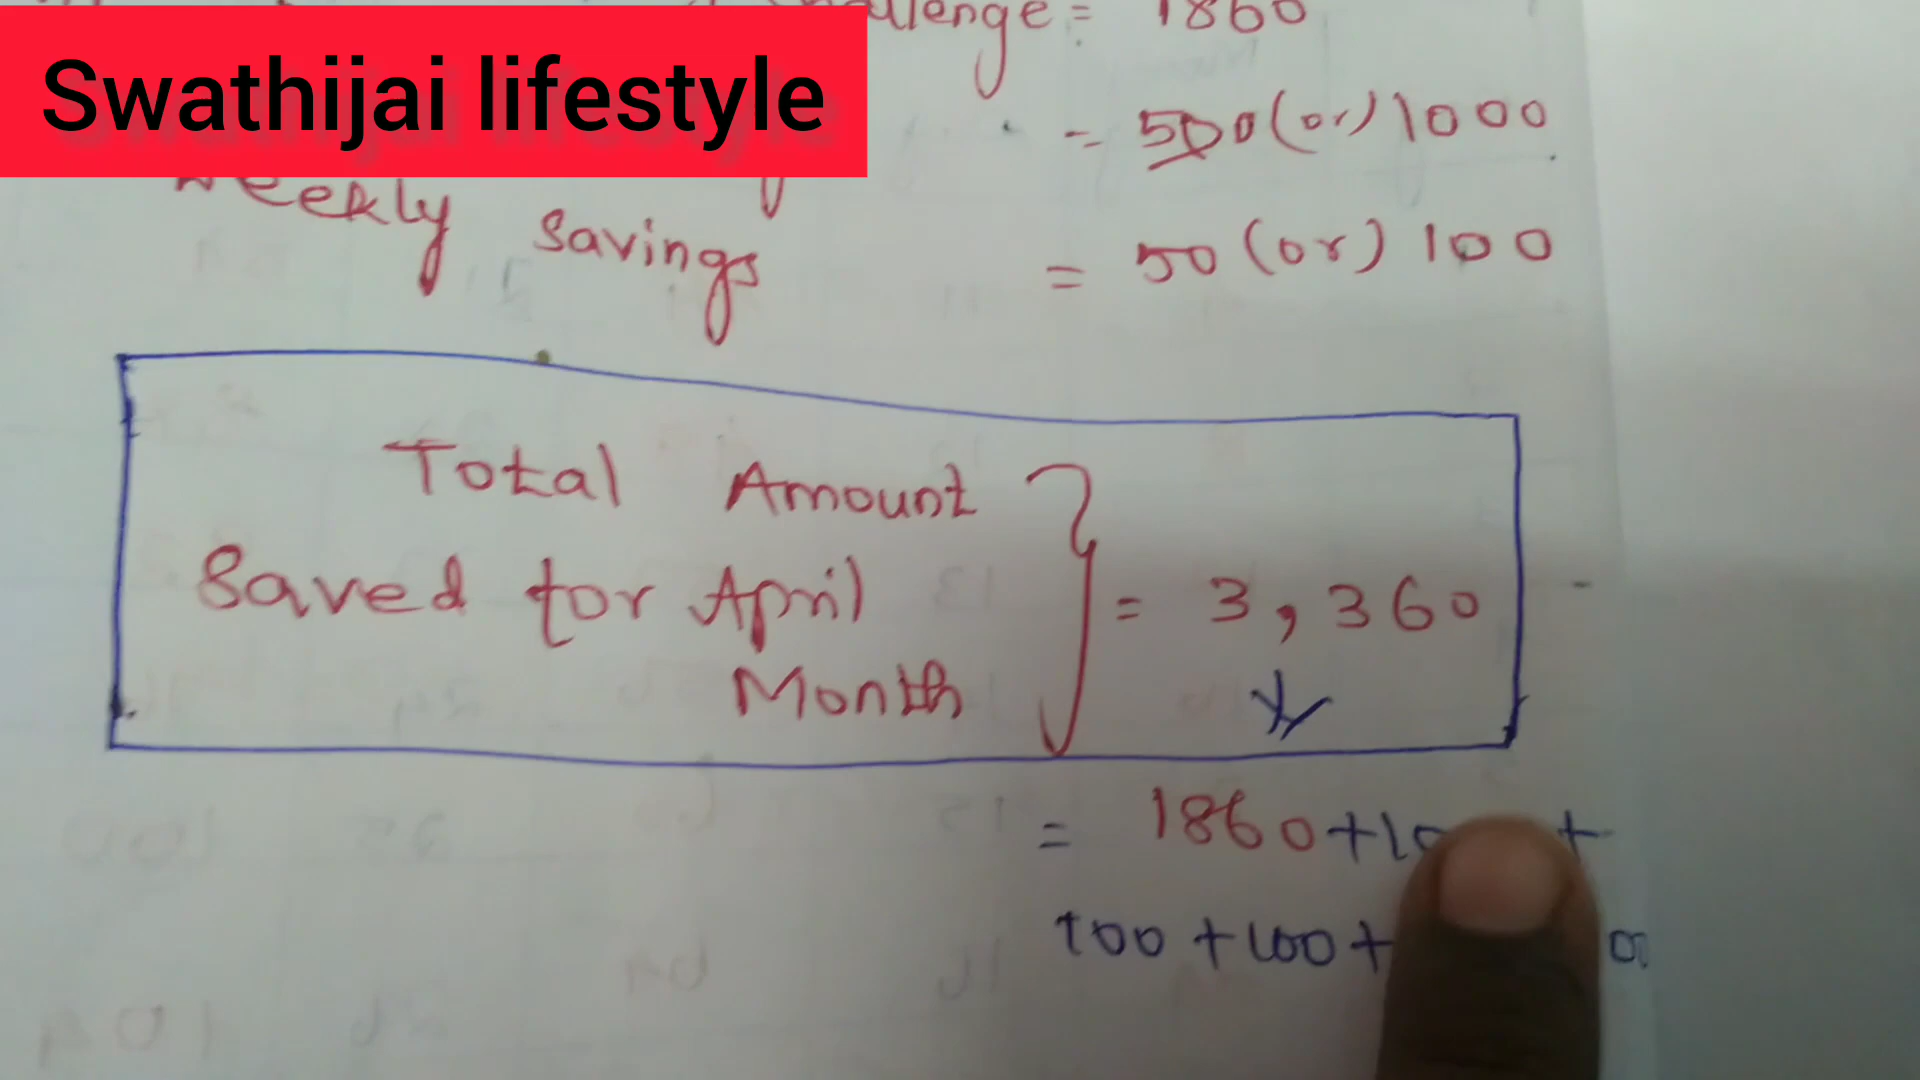 = 1860
Swathijai lifestyle
= 500 (or) 1000
weekly savings = 50 (or) 100
Total Amount
Saved for April = 3,360
Month
= 1860 +
100 + 100 +